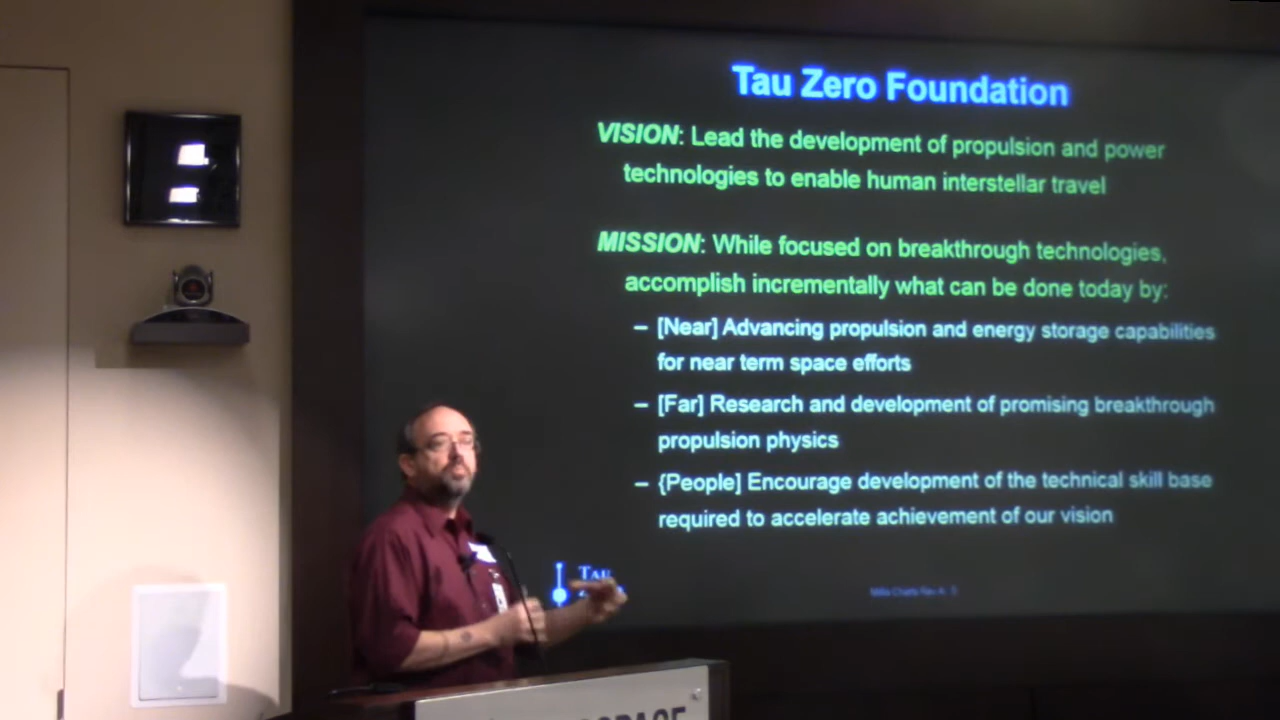 Tau Zero Foundation
VISION: Lead the development of propulsion and power
technologies to enable human interstellar travel
MISSION: While focused on breakthrough technologies,
accomplish incrementally what can be done today by:
– [Near] Advancing propulsion and energy storage capabilities
for near term space efforts
– [Far] Research and development of promising breakthrough
propulsion physics
– {People] Encourage development of the technical skill base
required to accelerate achievement of our vision
TAU